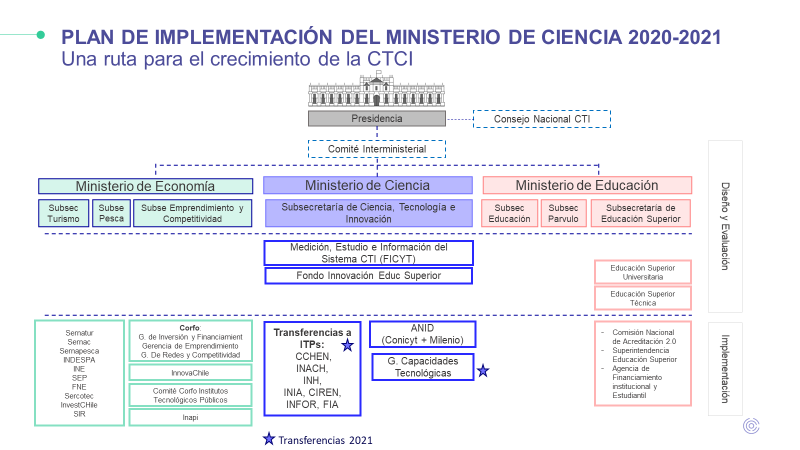 PLAN DE IMPLEMENTACIÓN DEL MINISTERIO DE CIENCIA 2020-2021
Una ruta para el crecimiento de la CTCI
Presidencia
Consejo Nacional CTI
Comité Interministerial
Ministerio de Economía
Ministerio de Ciencia
Ministerio de Educación
Subsec
Turismo
Subse
Pesca
Subse Emprendimiento y
Competitividad
Subsecretaría de Ciencia, Tecnología e
Innovación
Subsec
Educación
Subsec
Parvulo
Subsecretaría de
Educación Superior
Diseño y Evaluación
Medición, Estudio e Información del
Sistema CTI (FICYT)
Fondo Innovación Educ Superior
Educación Superior
Universitaria
Educación Superior
Técnica
Sernatur
Sernac
Sernapesca
INDESPA
INE
SEP
FNE
Sercotec
InvestCHile
SIR
Corfo:
G. de Inversión y Financiamient
Gerencia de Emprendimiento
G. De Redes y Competitividad
InnovaChile
Comité Corfo Institutos
Tecnológicos Públicos
Inapi
Transferencias a
ITPs:
CCHEN,
INACH,
INH,
INIA, CIREN,
INFOR, FIA
ANID
(Conicyt + Milenio)
G. Capacidades
Tecnológicas
- Comisión Nacional
de Acreditación 2.0
- Superintendencia
Educación Superior
- Agencia de
Financiamiento
institucional y
Estudiantil
Implementación
Transferencias 2021